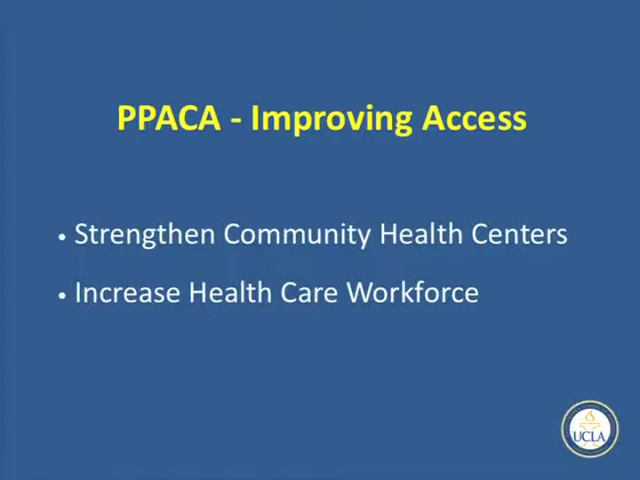 PPACA - Improving Access
• Strengthen Community Health Centers
• Increase Health Care Workforce
UCLA